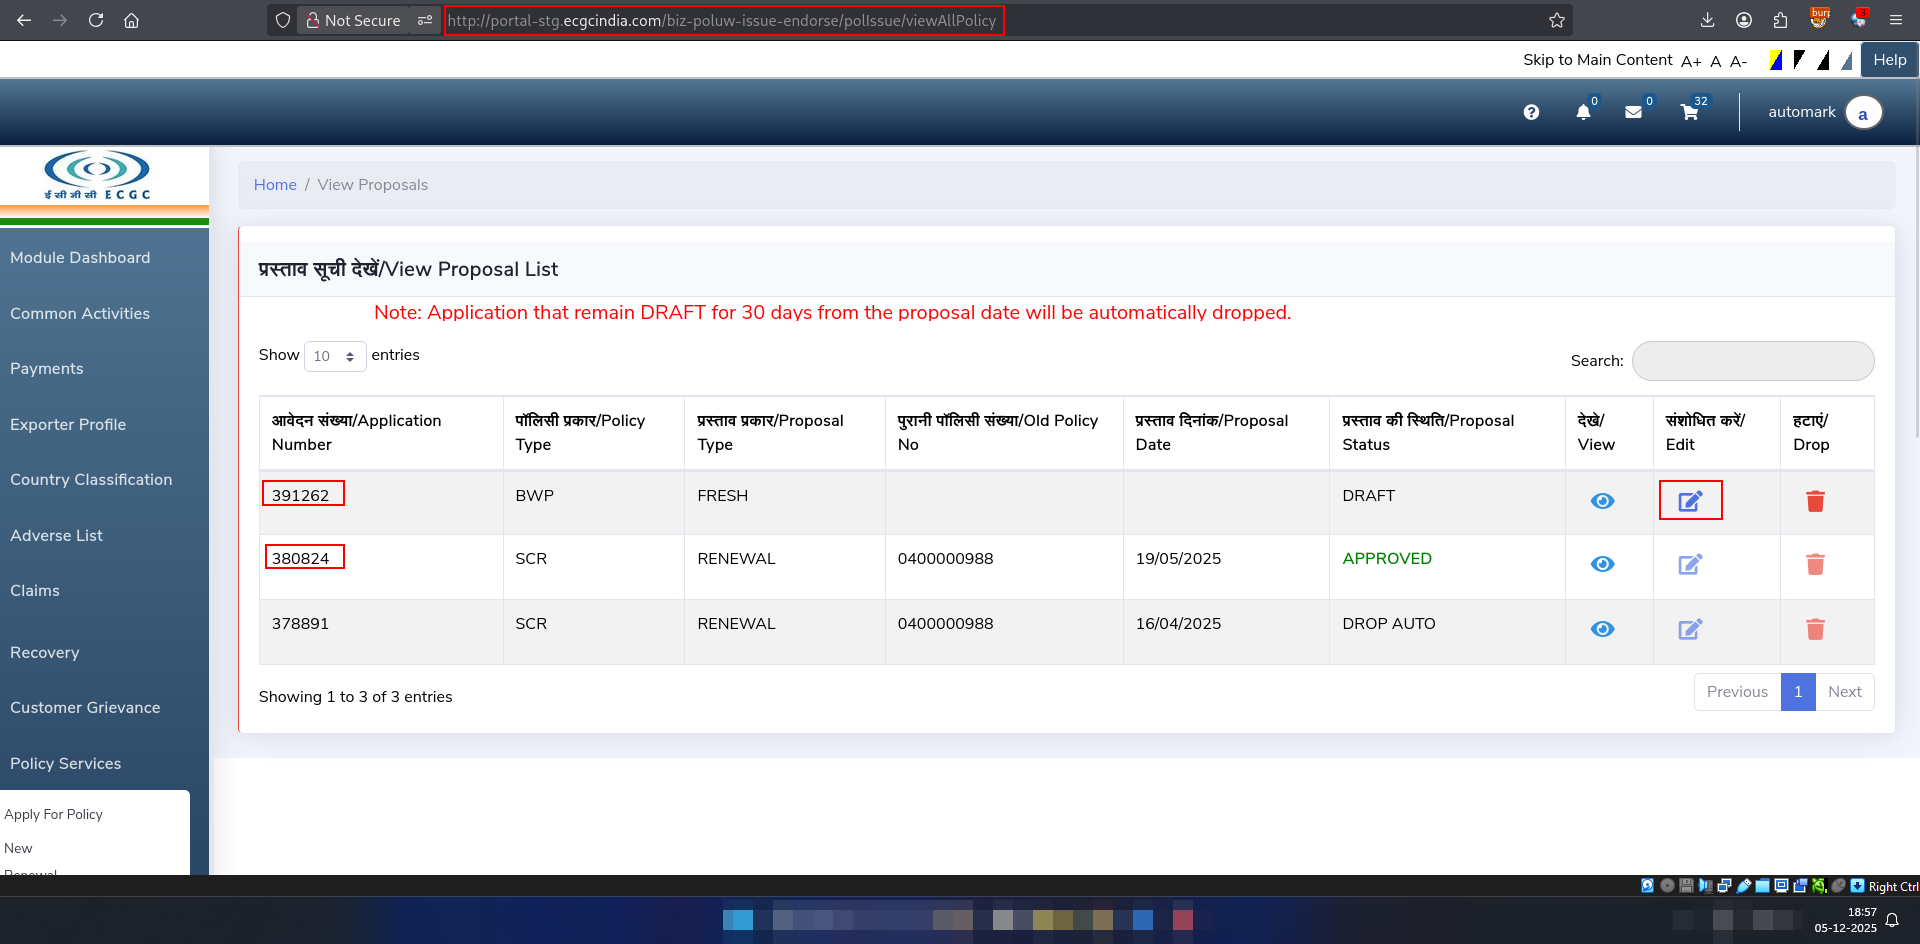 Not Secure
http://portal-stg.ecgcindia.com/biz-poluw-issue-endorse/polIssue/viewAllPolicy
burp
3
Skip to Main Content A+ A A- Help
0 0 32 automark a
ई सी जी सी E C G C
Home / View Proposals
Module Dashboard
Common Activities
Payments
Exporter Profile
Country Classification
Adverse List
Claims
Recovery
Customer Grievance
Policy Services
Apply For Policy
New
Renewal
प्रस्ताव सूची देखें/View Proposal List
Note: Application that remain DRAFT for 30 days from the proposal date will be automatically dropped.
Show 10 entries
Search:
आवेदन संख्या/Application Number पॉलिसी प्रकार/Policy Type प्रस्ताव प्रकार/Proposal Type पुरानी पॉलिसी संख्या/Old Policy No प्रस्ताव दिनांक/Proposal Date प्रस्ताव की स्थिति/Proposal Status देखे/ View संशोधित करें/ Edit हटाएं/ Drop
391262 BWP FRESH DRAFT
380824 SCR RENEWAL 0400000988 19/05/2025 APPROVED
378891 SCR RENEWAL 0400000988 16/04/2025 DROP AUTO
Showing 1 to 3 of 3 entries
Previous 1 Next
Right Ctrl
18:57
05-12-2025